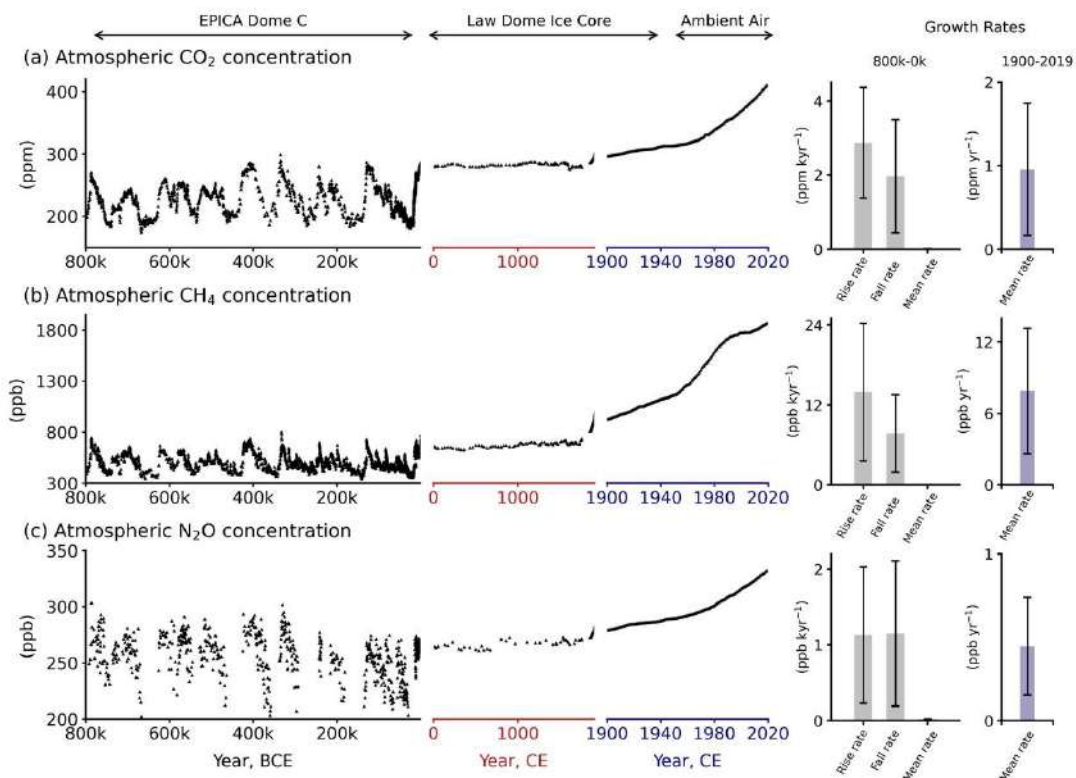 EPICA Dome C Law Dome Ice Core Ambient Air
Growth Rates
(a) Atmospheric CO₂ concentration
800k-0k 1900-2019
400
300
200
(ppm)
800k 600k 400k 200k
0 1000
1900 1940 1980 2020
4
2
0
(ppm kyr⁻¹)
Rise rate
Fall rate
Mean rate
2
1
0
(ppm yr⁻¹)
Mean rate
(b) Atmospheric CH₄ concentration
1800
1300
800
300
(ppb)
800k 600k 400k 200k
0 1000
1900 1940 1980 2020
24
12
0
(ppb kyr⁻¹)
Rise rate
Fall rate
Mean rate
12
6
0
(ppb yr⁻¹)
Mean rate
(c) Atmospheric N₂O concentration
350
300
250
200
(ppb)
800k 600k 400k 200k
0 1000
1900 1940 1980 2020
Year, BCE Year, CE Year, CE
2
1
0
(ppb kyr⁻¹)
Rise rate
Fall rate
Mean rate
1
0
(ppb yr⁻¹)
Mean rate